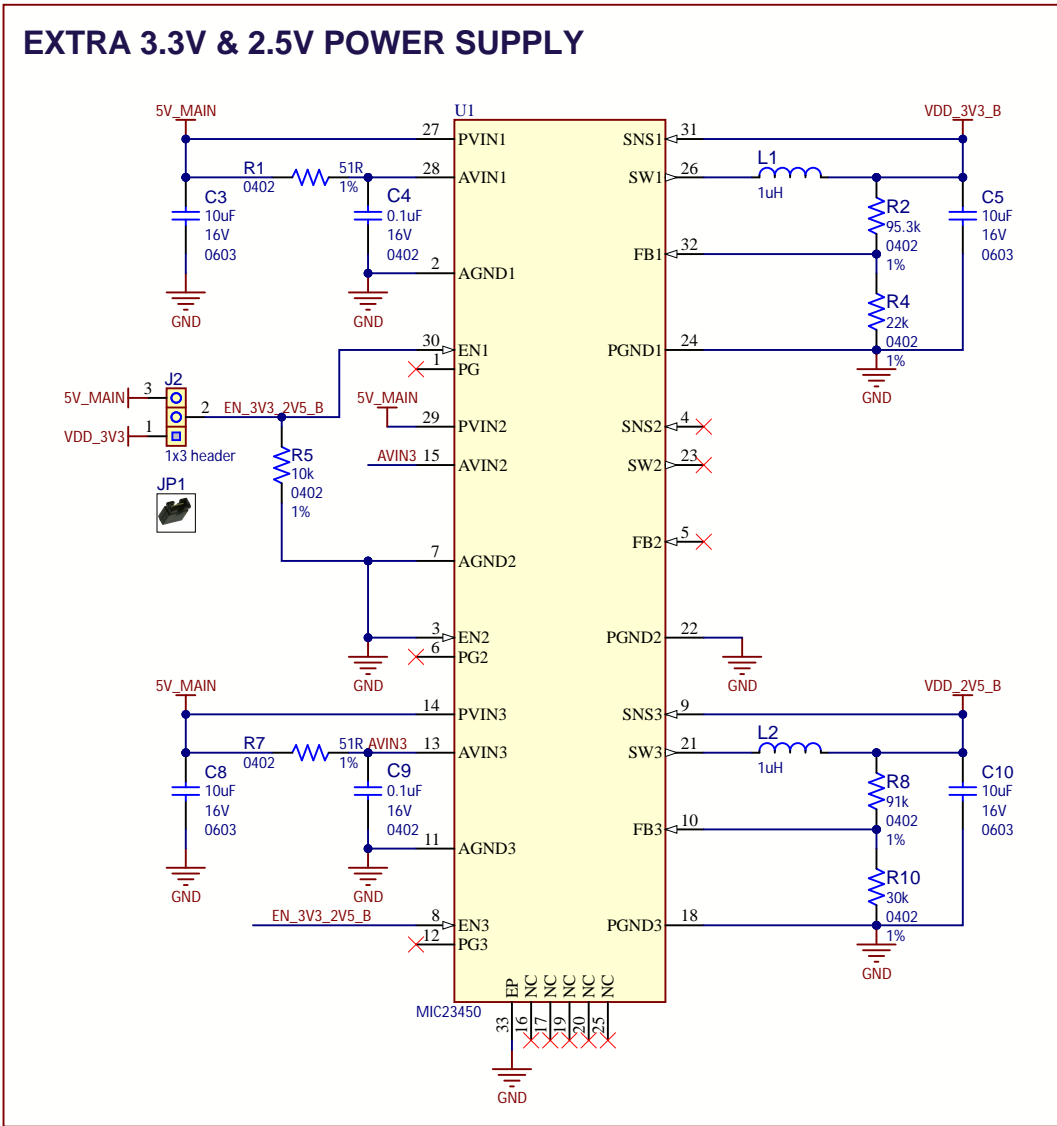 EXTRA 3.3V & 2.5V POWER SUPPLY
5V_MAIN
U1
VDD_3V3_B
27
PVIN1
SNS1
31
R1
0402
51R
1%
28
AVIN1
SW1
26
L1
1uH
C3
10uF
16V
0603
C4
0.1uF
16V
0402
R2
95.3k
0402
1%
C5
10uF
16V
0603
FB1
32
2
AGND1
R4
22k
0402
1%
GND
GND
30
EN1
PGND1
24
1
PG
GND
J2
5V_MAIN
3
2
EN_3V3_2V5_B
VDD_3V3
1
1x3 header
JP1
5V_MAIN
29
PVIN2
SNS2
4
AVIN3
15
AVIN2
SW2
23
R5
10k
0402
1%
FB2
5
7
AGND2
3
EN2
PGND2
22
6
PG2
GND
GND
5V_MAIN
VDD_2V5_B
14
PVIN3
SNS3
9
R7
0402
51R
1%
AVIN3
13
AVIN3
SW3
21
L2
1uH
C8
10uF
16V
0603
C9
0.1uF
16V
0402
R8
91k
0402
1%
C10
10uF
16V
0603
FB3
10
11
AGND3
R10
30k
0402
1%
GND
GND
EN_3V3_2V5_B
8
EN3
PGND3
18
12
PG3
GND
EP
NC
NC
NC
NC
NC
MIC23450
33
16
17
19
20
25
GND